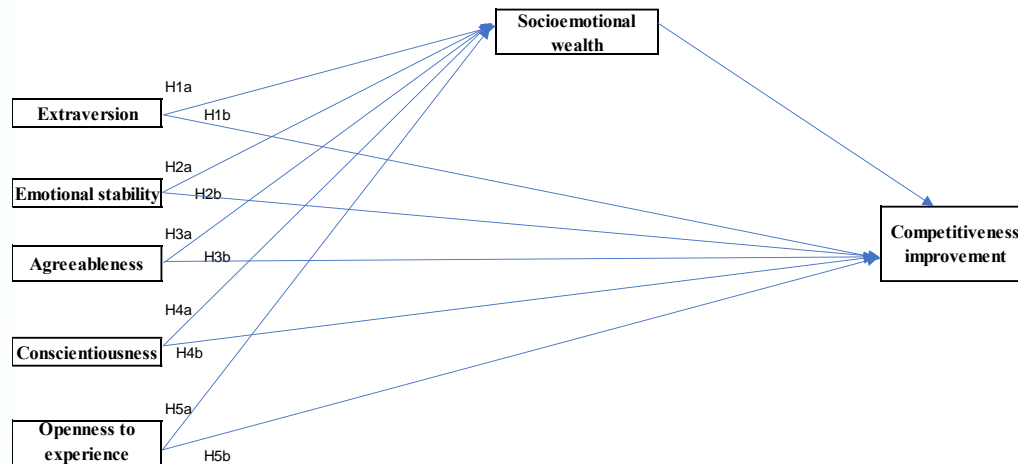 Socioemotional
wealth
H1a
Extraversion
H1b
H2a
Emotional stability
H2b
H3a
Agreeableness
H3b
Competitiveness
improvement
H4a
Conscientiousness
H4b
H5a
Openness to
experience
H5b